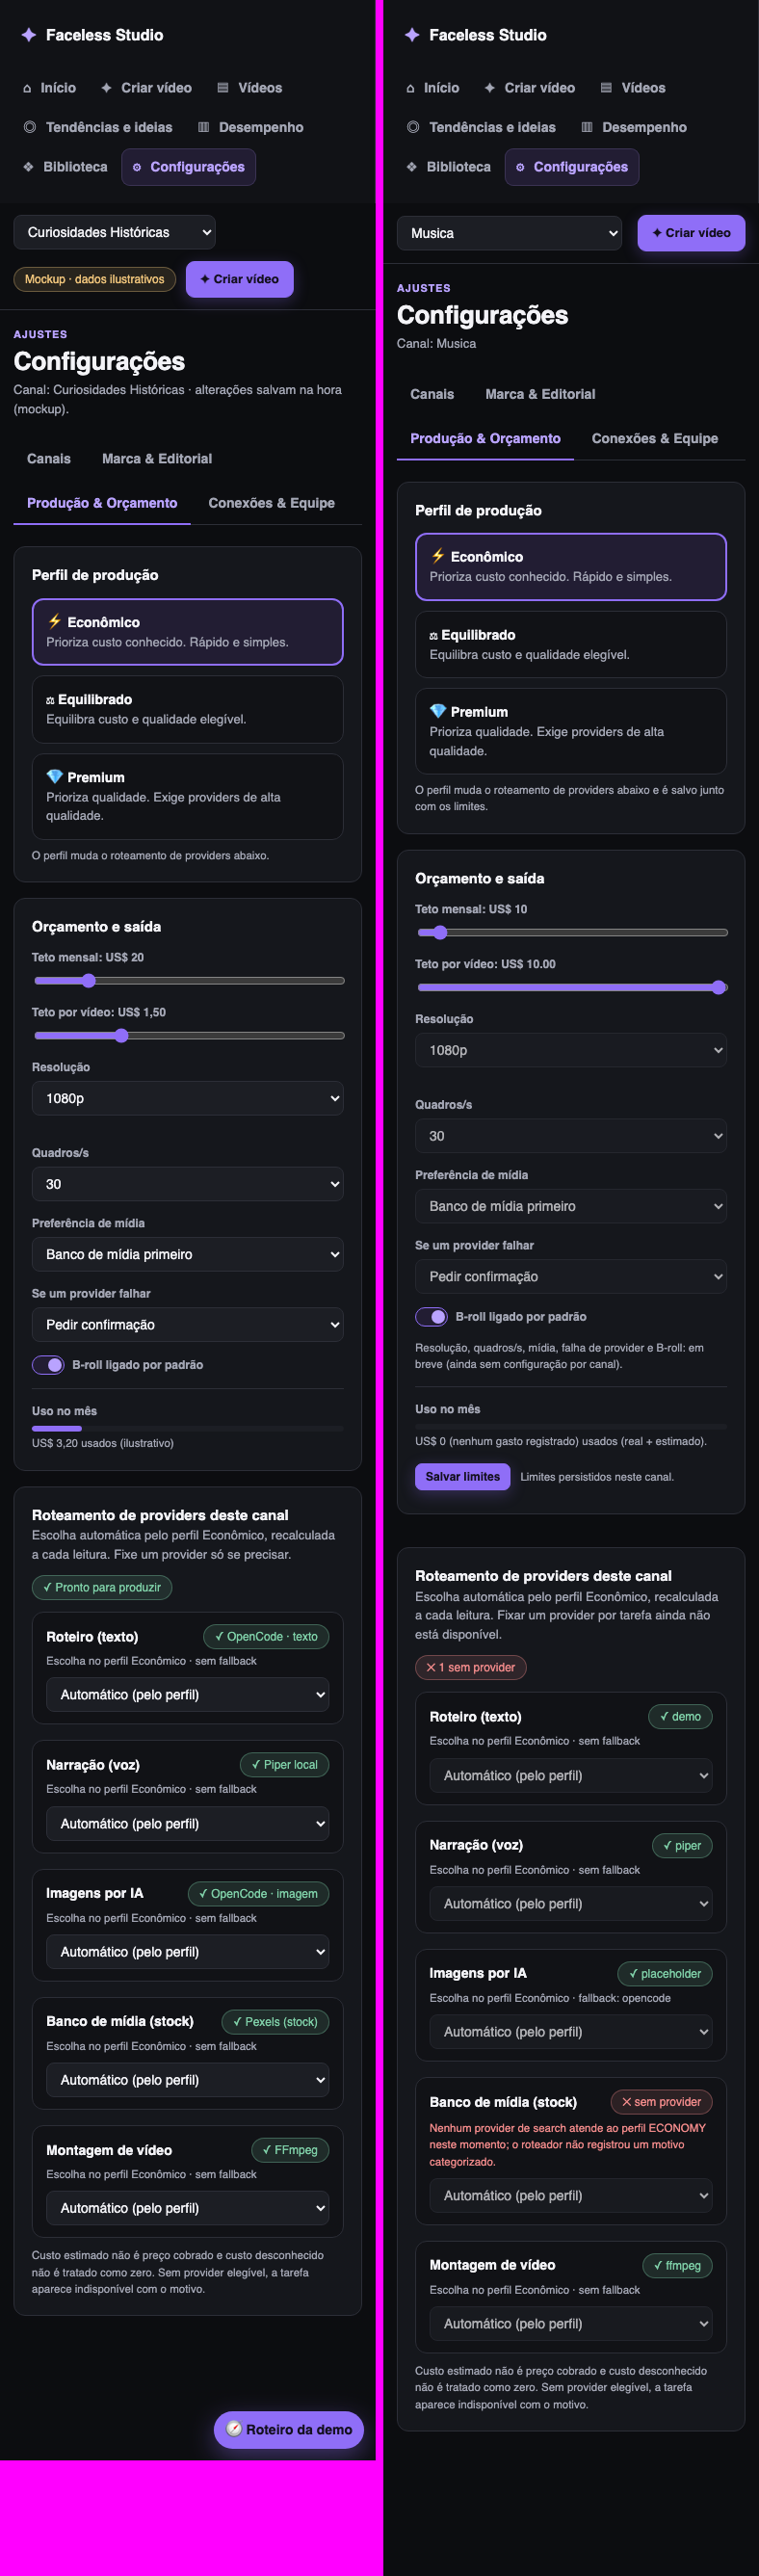 Faceless Studio
Início
Criar vídeo
Vídeos
Tendências e ideias
Desempenho
Biblioteca
Configurações
Curiosidades Históricas
Mockup · dados ilustrativos
✦ Criar vídeo
AJUSTES
Configurações
Canal: Curiosidades Históricas · alterações salvam na hora
(mockup).
Canais
Marca & Editorial
Produção & Orçamento
Conexões & Equipe
Perfil de produção
⚡ Econômico
Prioriza custo conhecido. Rápido e simples.
⚖ Equilibrado
Equilibra custo e qualidade elegível.
💎 Premium
Prioriza qualidade. Exige providers de alta
qualidade.
O perfil muda o roteamento de providers abaixo.
Orçamento e saída
Teto mensal: US$ 20
Teto por vídeo: US$ 1,50
Resolução
1080p
Quadros/s
30
Preferência de mídia
Banco de mídia primeiro
Se um provider falhar
Pedir confirmação
B-roll ligado por padrão
Uso no mês
US$ 3,20 usados (ilustrativo)
Roteamento de providers deste canal
Escolha automática pelo perfil Econômico, recalculada
a cada leitura. Fixe um provider só se precisar.
✓ Pronto para produzir
Roteiro (texto)
✓ OpenCode · texto
Escolha no perfil Econômico · sem fallback
Automático (pelo perfil)
Narração (voz)
✓ Piper local
Escolha no perfil Econômico · sem fallback
Automático (pelo perfil)
Imagens por IA
✓ OpenCode · imagem
Escolha no perfil Econômico · sem fallback
Automático (pelo perfil)
Banco de mídia (stock)
✓ Pexels (stock)
Escolha no perfil Econômico · sem fallback
Automático (pelo perfil)
Montagem de vídeo
✓ FFmpeg
Escolha no perfil Econômico · sem fallback
Automático (pelo perfil)
Custo estimado não é preço cobrado e custo desconhecido
não é tratado como zero. Sem provider elegível, a tarefa
aparece indisponível com o motivo.
🧭 Roteiro da demo
Faceless Studio
Início
Criar vídeo
Vídeos
Tendências e ideias
Desempenho
Biblioteca
Configurações
Musica
✦ Criar vídeo
AJUSTES
Configurações
Canal: Musica
Canais
Marca & Editorial
Produção & Orçamento
Conexões & Equipe
Perfil de produção
⚡ Econômico
Prioriza custo conhecido. Rápido e simples.
⚖ Equilibrado
Equilibra custo e qualidade elegível.
💎 Premium
Prioriza qualidade. Exige providers de alta
qualidade.
O perfil muda o roteamento de providers abaixo e é salvo junto
com os limites.
Orçamento e saída
Teto mensal: US$ 10
Teto por vídeo: US$ 10.00
Resolução
1080p
Quadros/s
30
Preferência de mídia
Banco de mídia primeiro
Se um provider falhar
Pedir confirmação
B-roll ligado por padrão
Resolução, quadros/s, mídia, falha de provider e B-roll: em
breve (ainda sem configuração por canal).
Uso no mês
US$ 0 (nenhum gasto registrado) usados (real + estimado).
Salvar limites
Limites persistidos neste canal.
Roteamento de providers deste canal
Escolha automática pelo perfil Econômico, recalculada
a cada leitura. Fixar um provider por tarefa ainda não
está disponível.
✕ 1 sem provider
Roteiro (texto)
✓ demo
Escolha no perfil Econômico · sem fallback
Automático (pelo perfil)
Narração (voz)
✓ piper
Escolha no perfil Econômico · sem fallback
Automático (pelo perfil)
Imagens por IA
✓ placeholder
Escolha no perfil Econômico · fallback: opencode
Automático (pelo perfil)
Banco de mídia (stock)
✕ sem provider
Nenhum provider de search atende ao perfil ECONOMY
neste momento; o roteador não registrou um motivo
categorizado.
Automático (pelo perfil)
Montagem de vídeo
✓ ffmpeg
Escolha no perfil Econômico · sem fallback
Automático (pelo perfil)
Custo estimado não é preço cobrado e custo desconhecido
não é tratado como zero. Sem provider elegível, a tarefa
aparece indisponível com o motivo.